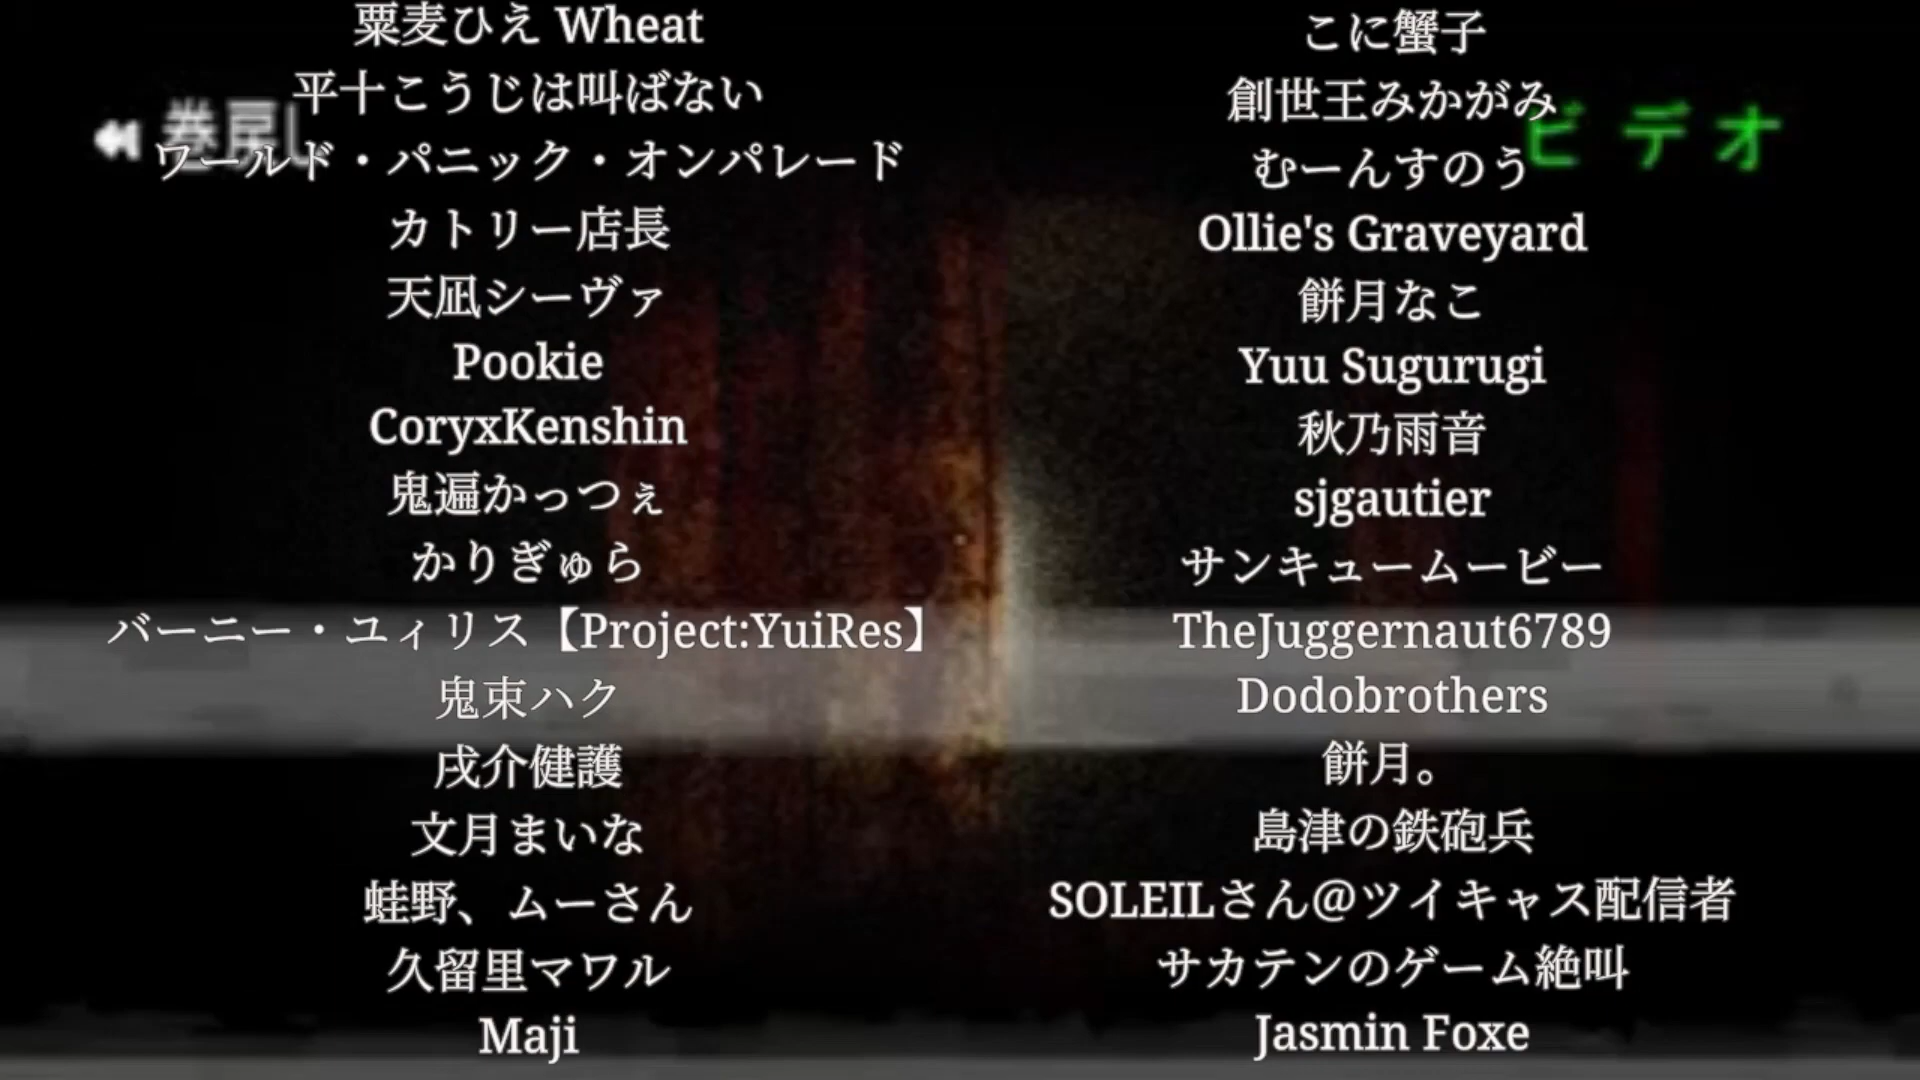 粟麦ひえ Wheat
平十こうじは叫ばない
ワールド・パニック・オンパレード
カトリー店長
天凪シーヴァ
Pookie
CoryxKenshin
鬼遍かっつぇ
かりぎゅら
バーニー・ユィリス【Project:YuiRes】
鬼束ハク
戌介健護
文月まいな
蛙野、ムーさん
久留里マワル
Maji
こに蟹子
創世王みかがみ
むーんすのう
Ollie's Graveyard
餅月なこ
Yuu Sugurugi
秋乃雨音
sjgautier
サンキュームービー
TheJuggernaut6789
Dodobrothers
餅月。
島津の鉄砲兵
SOLEILさん@ツイキャス配信者
サカテンのゲーム絶叫
Jasmin Foxe
巻戻し
ビデオ